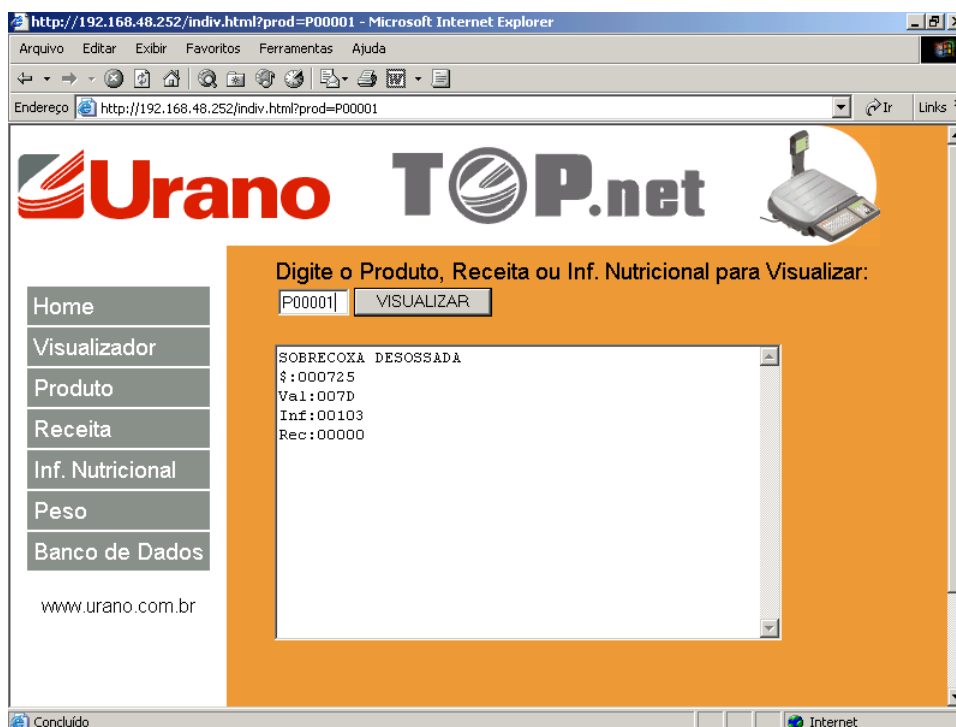 http://192.168.48.252/indiv.html?prod=P00001 - Microsoft Internet Explorer
Arquivo Editar Exibir Favoritos Ferramentas Ajuda
Endereço http://192.168.48.252/indiv.html?prod=P00001 Ir Links
Urano TOP.net
Digite o Produto, Receita ou Inf. Nutricional para Visualizar:
P00001 VISUALIZAR
Home
Visualizador
Produto
Receita
Inf. Nutricional
Peso
Banco de Dados
www.urano.com.br
SOBRECOXA DESOSSADA
$:000725
Val:007D
Inf:00103
Rec:00000
Concluído Internet